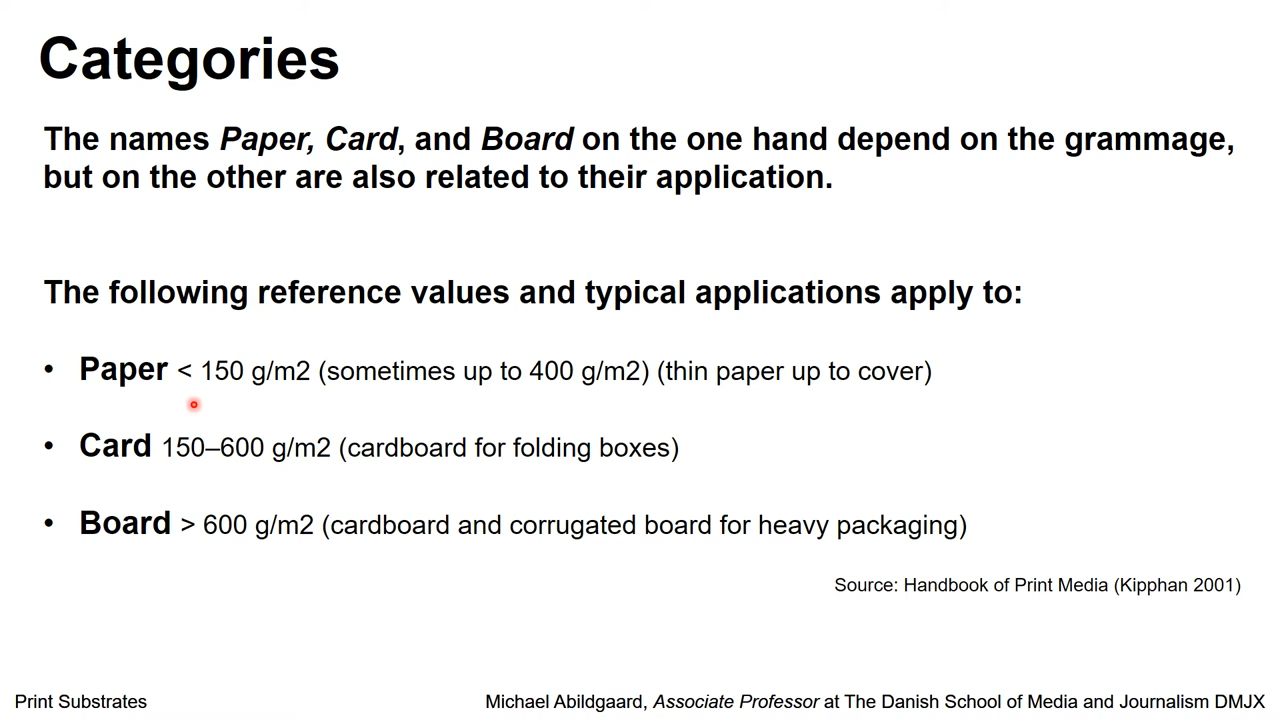 Categories
The names Paper, Card, and Board on the one hand depend on the grammage,
but on the other are also related to their application.
The following reference values and typical applications apply to:
• Paper < 150 g/m2 (sometimes up to 400 g/m2) (thin paper up to cover)
• Card 150–600 g/m2 (cardboard for folding boxes)
• Board > 600 g/m2 (cardboard and corrugated board for heavy packaging)
Source: Handbook of Print Media (Kipphan 2001)
Print Substrates
Michael Abildgaard, Associate Professor at The Danish School of Media and Journalism DMJX